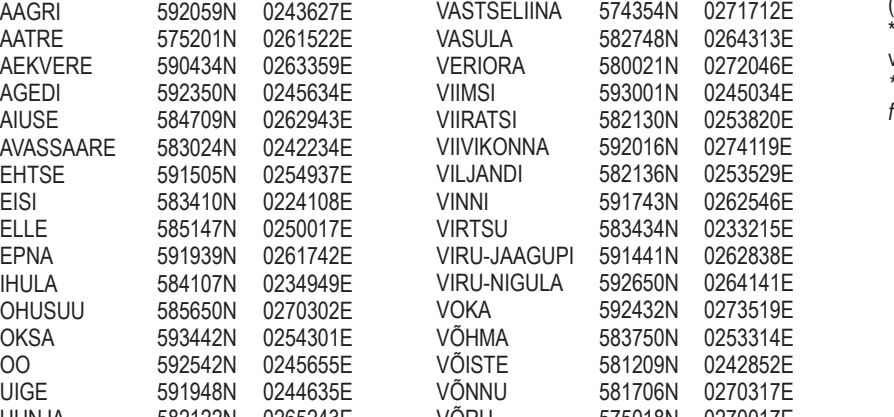 AAGRI 592059N 0243627E
AATRE 575201N 0261522E
AEKVERE 590434N 0263359E
AGEDI 592350N 0245634E
AIUSE 584709N 0262943E
AVASSAARE 583024N 0242234E
EHTSE 591505N 0254937E
EISI 583410N 0224108E
ELLE 585147N 0250017E
EPNA 591939N 0261742E
IHULA 584107N 0234949E
OHUSUU 585650N 0270302E
OKSA 593442N 0254301E
OO 592542N 0245655E
UIGE 591948N 0244635E
VASTSELIINA 574354N 0271712E
VASULA 582748N 0264313E
VERIORA 580021N 0272046E
VIIMSI 593001N 0245034E
VIIRATSI 582130N 0253820E
VIIVIKONNA 592016N 0274119E
VILJANDI 582136N 0253529E
VINNI 591743N 0262546E
VIRTSU 583434N 0233215E
VIRU-JAAGUPI 591441N 0262838E
VIRU-NIGULA 592650N 0264141E
VOKA 592432N 0273519E
VÕHMA 583750N 0253314E
VÕISTE 581209N 0242852E
VÕNNU 581706N 0270317E
VÕRU